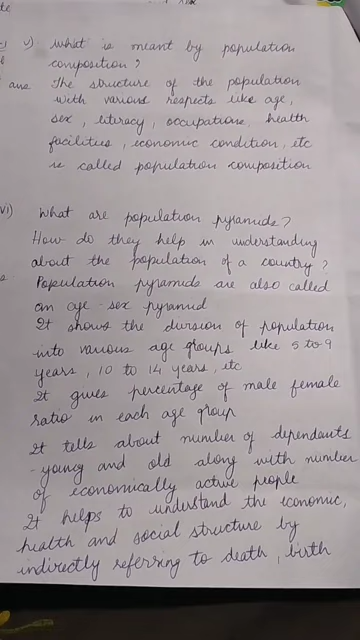 v) What is meant by population
composition?
ans The structure of the population
with various respects like age,
sex, literacy, occupations, health
facilities, economic condition, etc
is called population composition
vi) What are population pyramids?
How do they help in understanding
about the population of a country?
Population pyramids are also called
an age-sex pyramid
It shows the division of population
into various age groups like 5 to 9
years, 10 to 14 years, etc
It gives percentage of male female
ratio in each age group
It tells about number of dependants
-young and old along with number
of economically active people
It helps to understand the economic,
health and social structure by
indirectly referring to death, birth